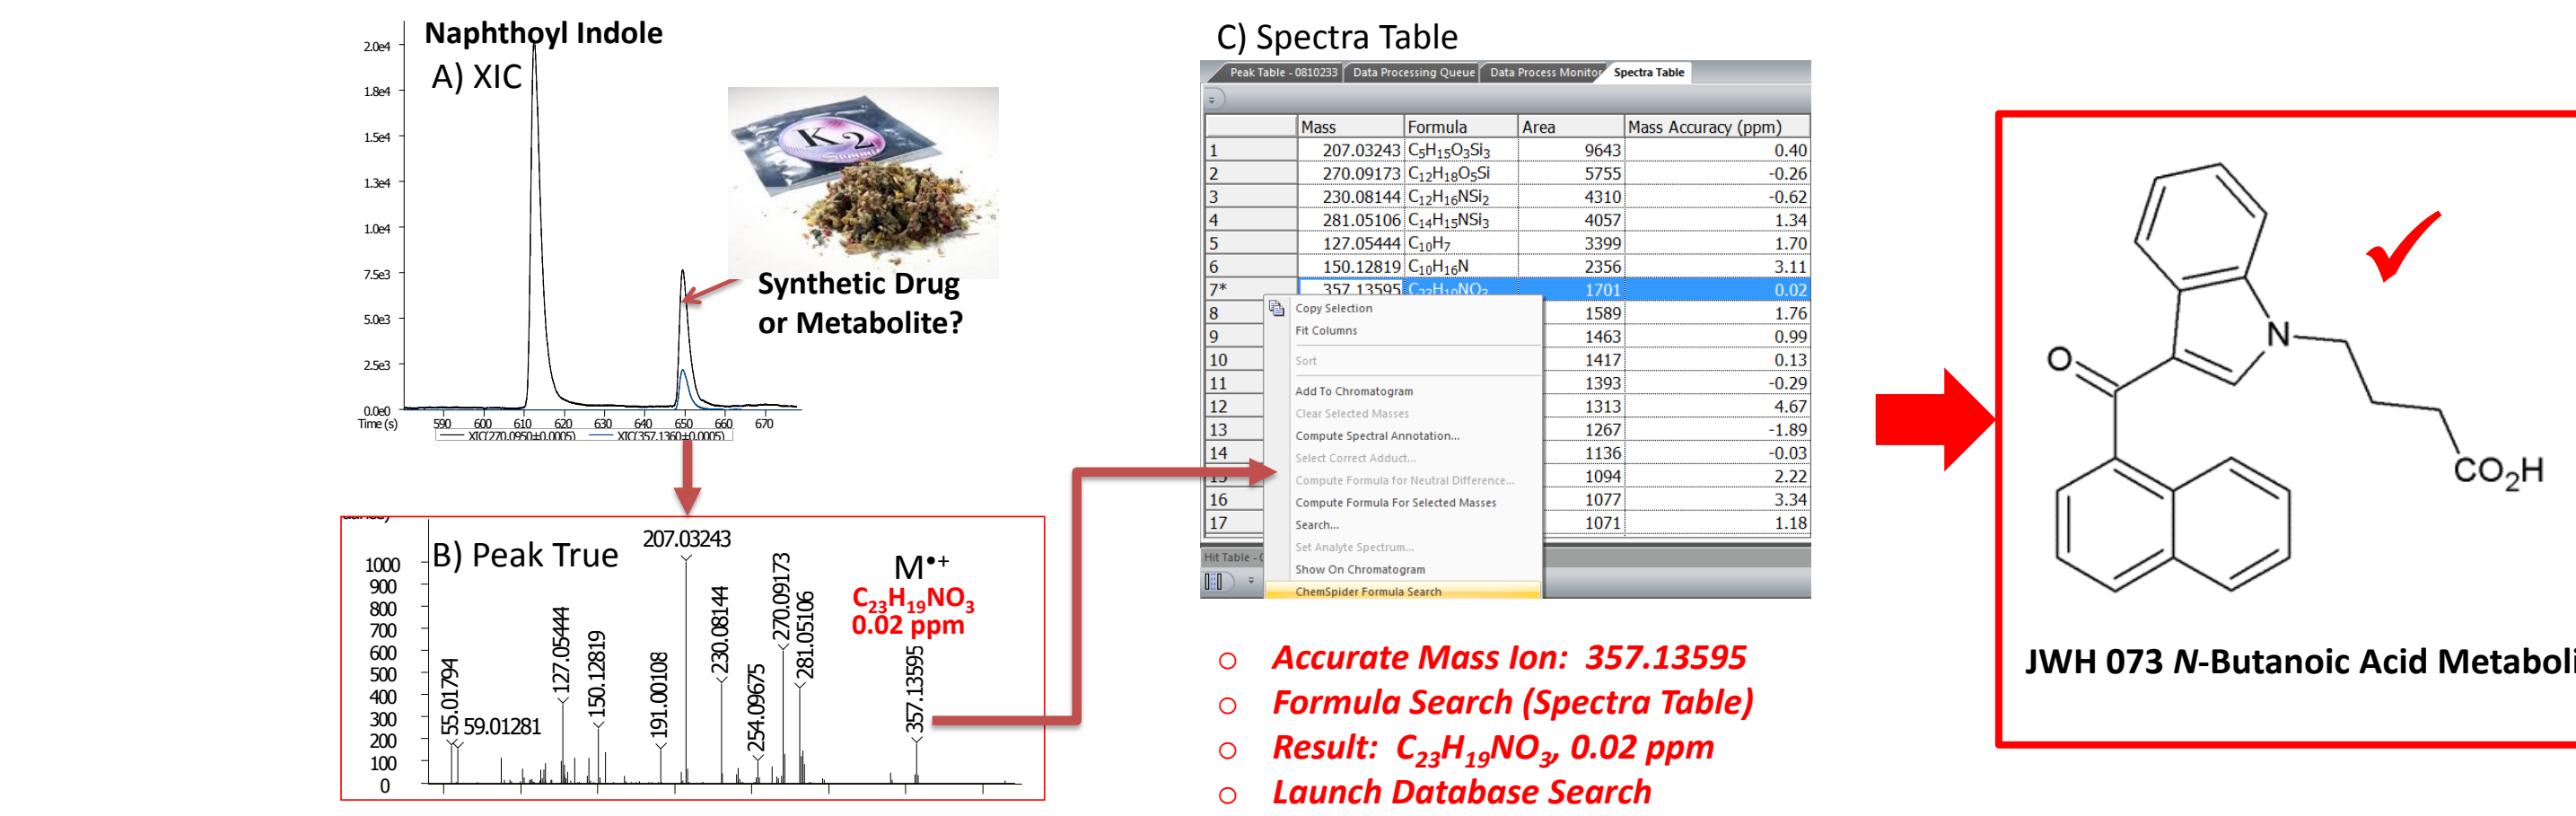 Naphthoyl Indole
A) XIC
2.0e4
1.8e4
1.5e4
1.3e4
1.0e4
7.5e3
5.0e3
2.5e3
0.0e0
Time (s)
590 600 610 620 630 640 650 660 670
XIC(270.0950±0.0005) XIC(357.1360±0.0005)
K2
Summit
Synthetic Drug
or Metabolite?
B) Peak True
1000
900
800
700
600
500
400
300
200
100
0
55.01794
59.01281
127.05444
150.12819
191.00108
207.03243
230.08144
254.09675
270.09173
281.05106
357.13595
M•+
C23H19NO3
0.02 ppm
C) Spectra Table
Peak Table - 0810233 Data Processing Queue Data Process Monitor Spectra Table
Mass Formula Area Mass Accuracy (ppm)
1 207.03243 C5H15O3Si3 9643 0.40
2 270.09173 C12H18O5Si 5755 -0.26
3 230.08144 C12H16NSi2 4310 -0.62
4 281.05106 C14H15NSi3 4057 1.34
5 127.05444 C10H7 3399 1.70
6 150.12819 C10H16N 2356 3.11
7* 357.13595 C23H19NO3 1701 0.02
8 1589 1.76
9 1463 0.99
10 1417 0.13
11 1393 -0.29
12 1313 4.67
13 1267 -1.89
14 1136 -0.03
15 1094 2.22
16 1077 3.34
17 1071 1.18
Copy Selection
Fit Columns
Sort
Add To Chromatogram
Clear Selected Masses
Compute Spectral Annotation...
Select Correct Adduct...
Compute Formula for Neutral Difference...
Compute Formula For Selected Masses
Search...
Set Analyte Spectrum...
Show On Chromatogram
ChemSpider Formula Search
Hit Table -
o Accurate Mass Ion: 357.13595
o Formula Search (Spectra Table)
o Result: C23H19NO3, 0.02 ppm
o Launch Database Search
N
O
CO2H
JWH 073 N-Butanoic Acid Metaboli